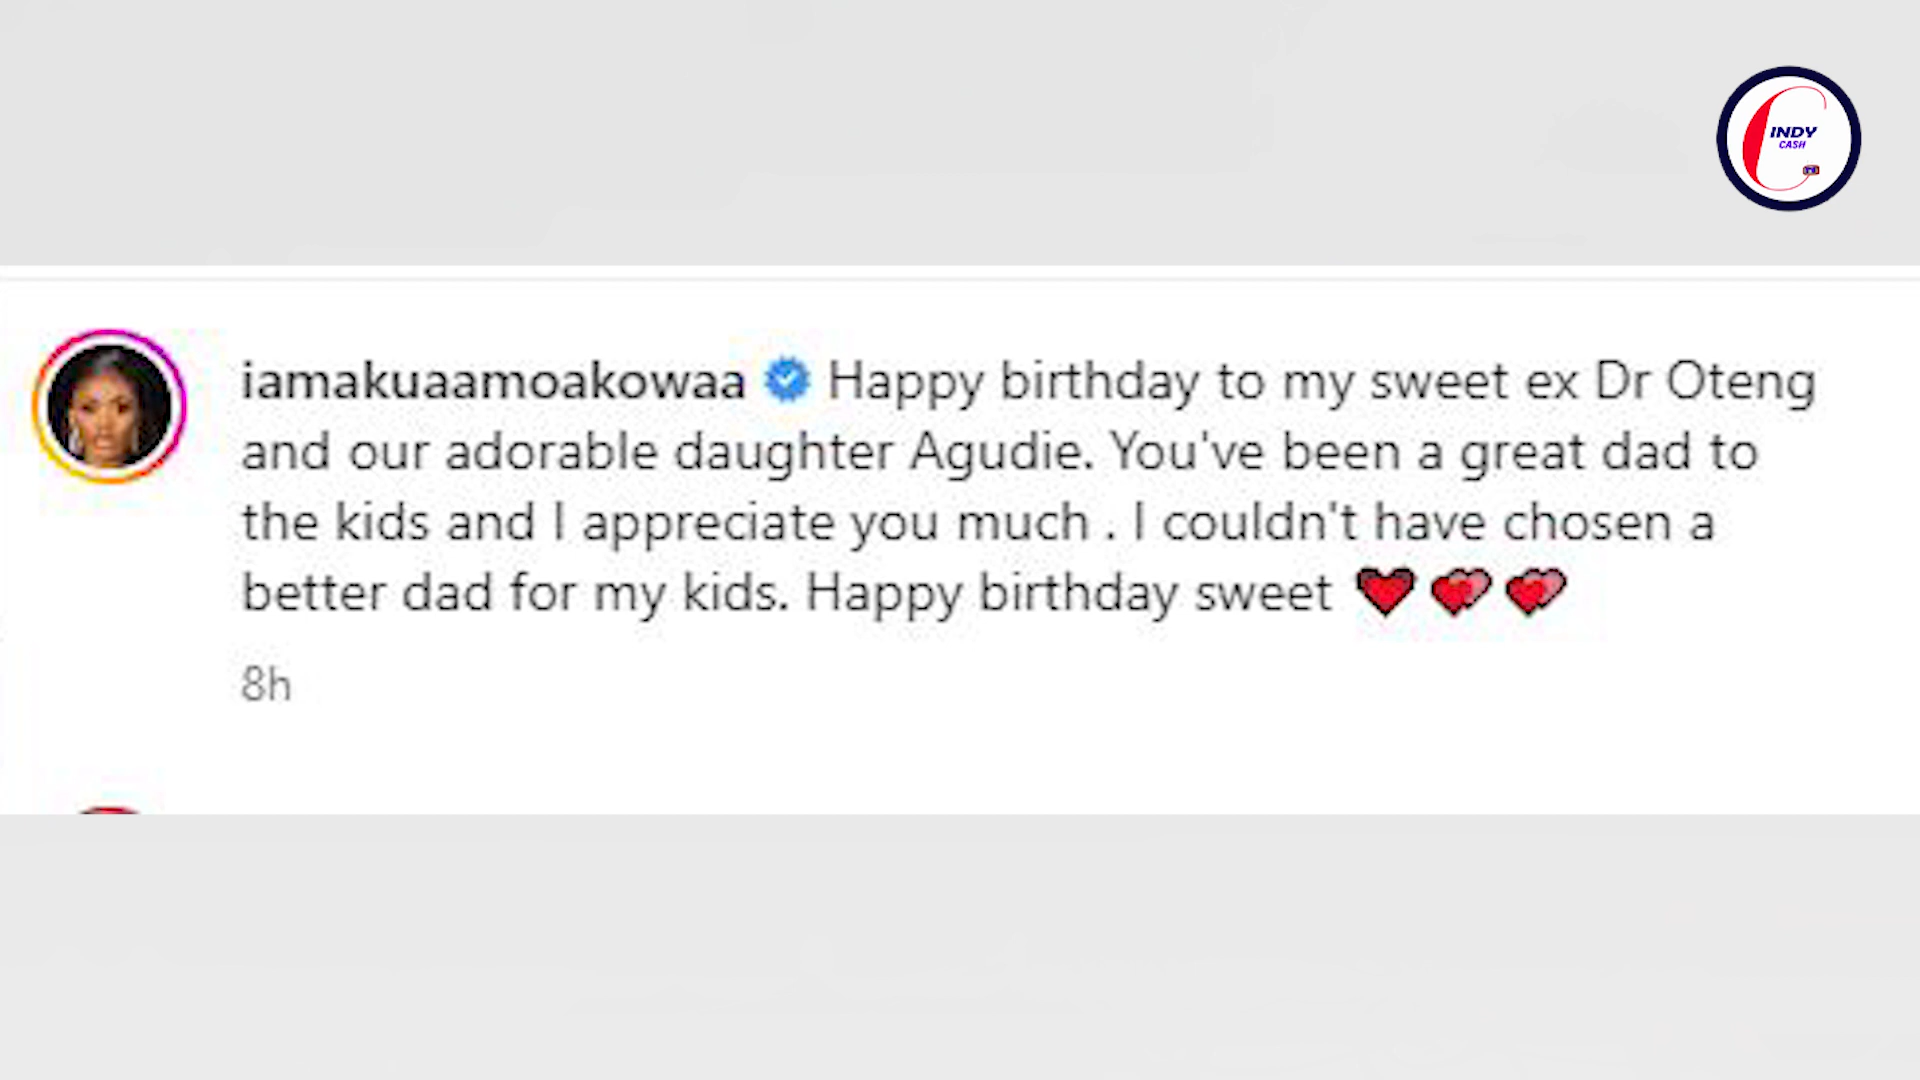 INDY
CASH
iamakuaamoakowaa Happy birthday to my sweet ex Dr Oteng
and our adorable daughter Agudie. You've been a great dad to
the kids and I appreciate you much . I couldn't have chosen a
better dad for my kids. Happy birthday sweet ❤️💕💕
8h